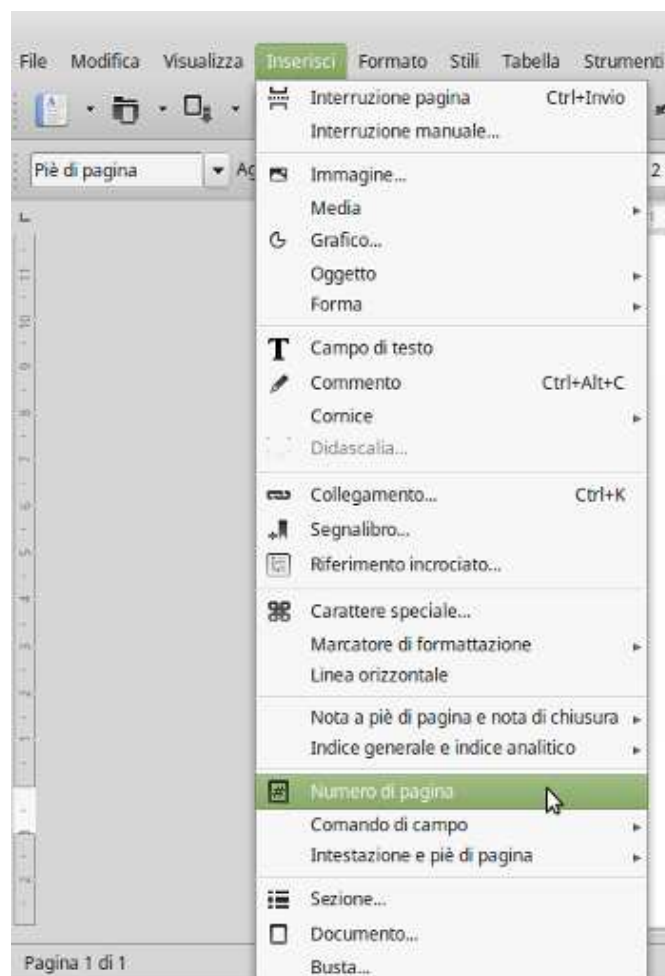 File Modifica Visualizza Inserisci Formato Stili Tabella Strumenti
Piè di pagina
2
Interruzione pagina Ctrl+Invio
Interruzione manuale...
Immagine...
Media
Grafico...
Oggetto
Forma
Campo di testo
Commento Ctrl+Alt+C
Cornice
Didascalia...
Collegamento... Ctrl+K
Segnalibro...
Riferimento incrociato...
Carattere speciale...
Marcatore di formattazione
Linea orizzontale
Nota a piè di pagina e nota di chiusura
Indice generale e indice analitico
Numero di pagina
Comando di campo
Intestazione e piè di pagina
Sezione...
Documento...
Busta...
Pagina 1 di 1